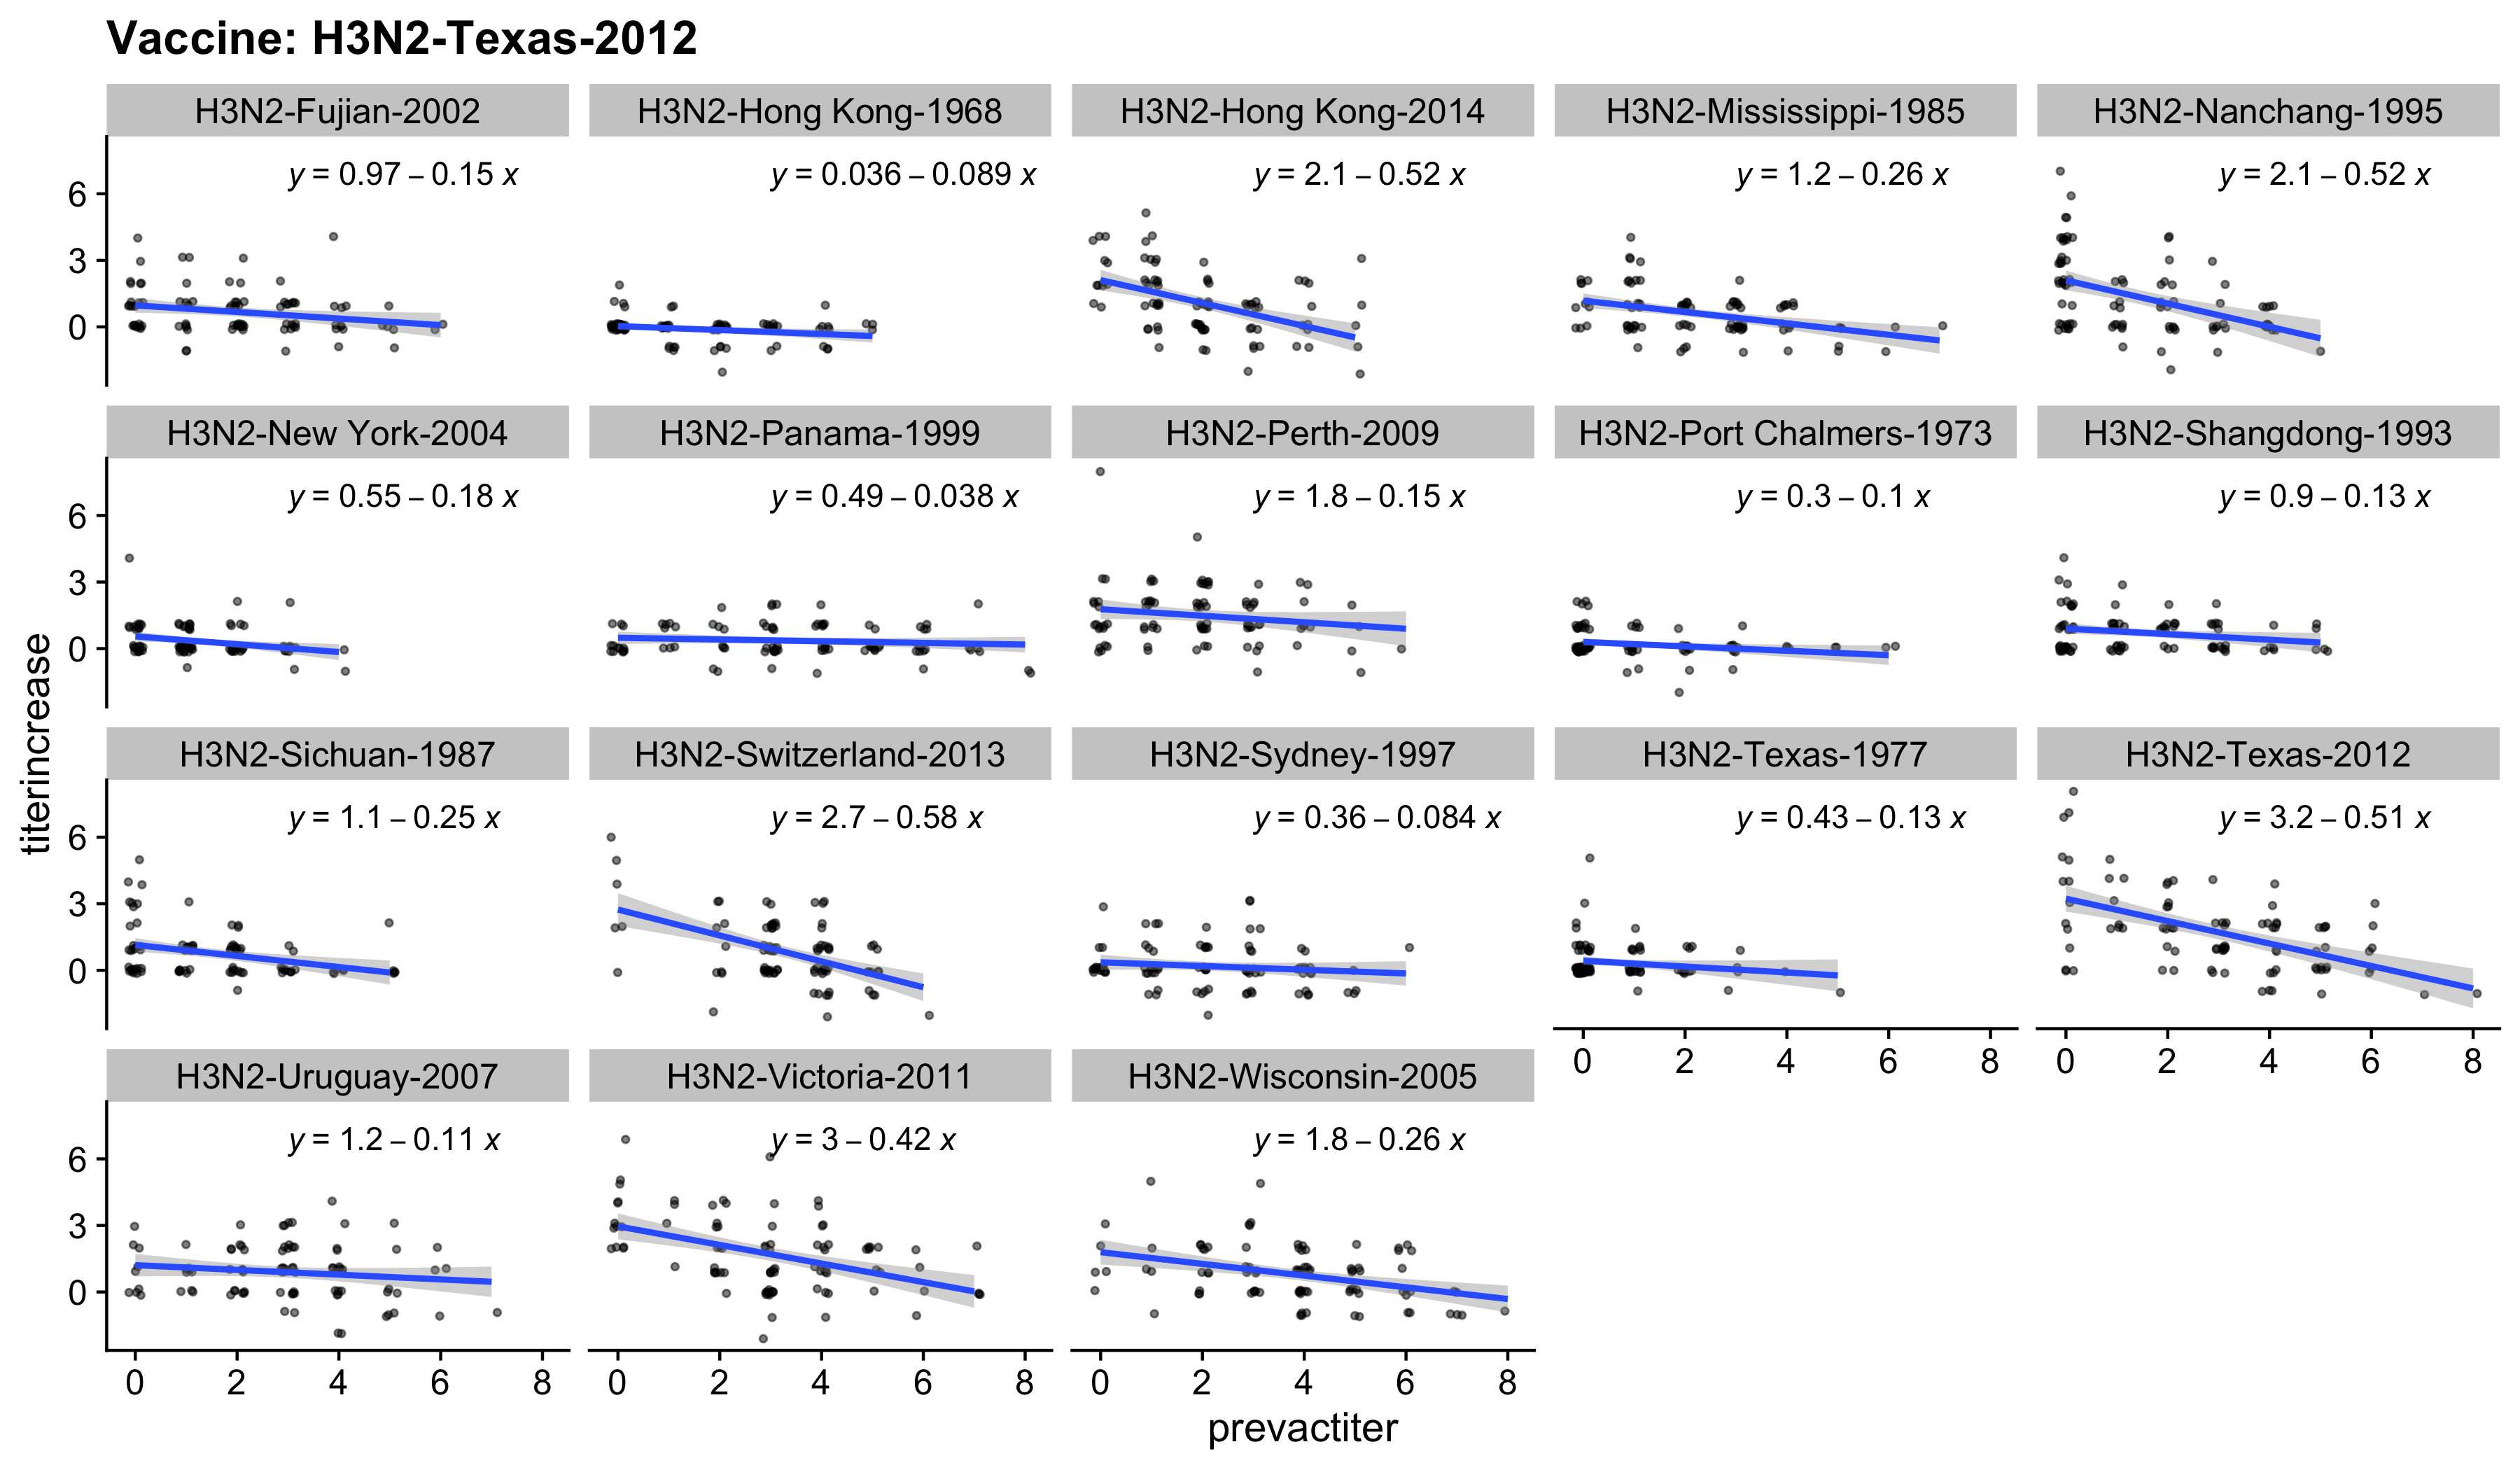 Vaccine: H3N2-Texas-2012
H3N2-Fujian-2002
H3N2-Hong Kong-1968
H3N2-Hong Kong-2014
H3N2-Mississippi-1985
H3N2-Nanchang-1995
y = 0.97 – 0.15 x
y = 0.036 – 0.089 x
y = 2.1 – 0.52 x
y = 1.2 – 0.26 x
y = 2.1 – 0.52 x
6
3
0
H3N2-New York-2004
H3N2-Panama-1999
H3N2-Perth-2009
H3N2-Port Chalmers-1973
H3N2-Shangdong-1993
y = 0.55 – 0.18 x
y = 0.49 – 0.038 x
y = 1.8 – 0.15 x
y = 0.3 – 0.1 x
y = 0.9 – 0.13 x
6
3
0
titerincrease
H3N2-Sichuan-1987
H3N2-Switzerland-2013
H3N2-Sydney-1997
H3N2-Texas-1977
H3N2-Texas-2012
y = 1.1 – 0.25 x
y = 2.7 – 0.58 x
y = 0.36 – 0.084 x
y = 0.43 – 0.13 x
y = 3.2 – 0.51 x
6
3
0
0 2 4 6 8
0 2 4 6 8
H3N2-Uruguay-2007
H3N2-Victoria-2011
H3N2-Wisconsin-2005
y = 1.2 – 0.11 x
y = 3 – 0.42 x
y = 1.8 – 0.26 x
6
3
0
0 2 4 6 8
0 2 4 6 8
0 2 4 6 8
prevactiter